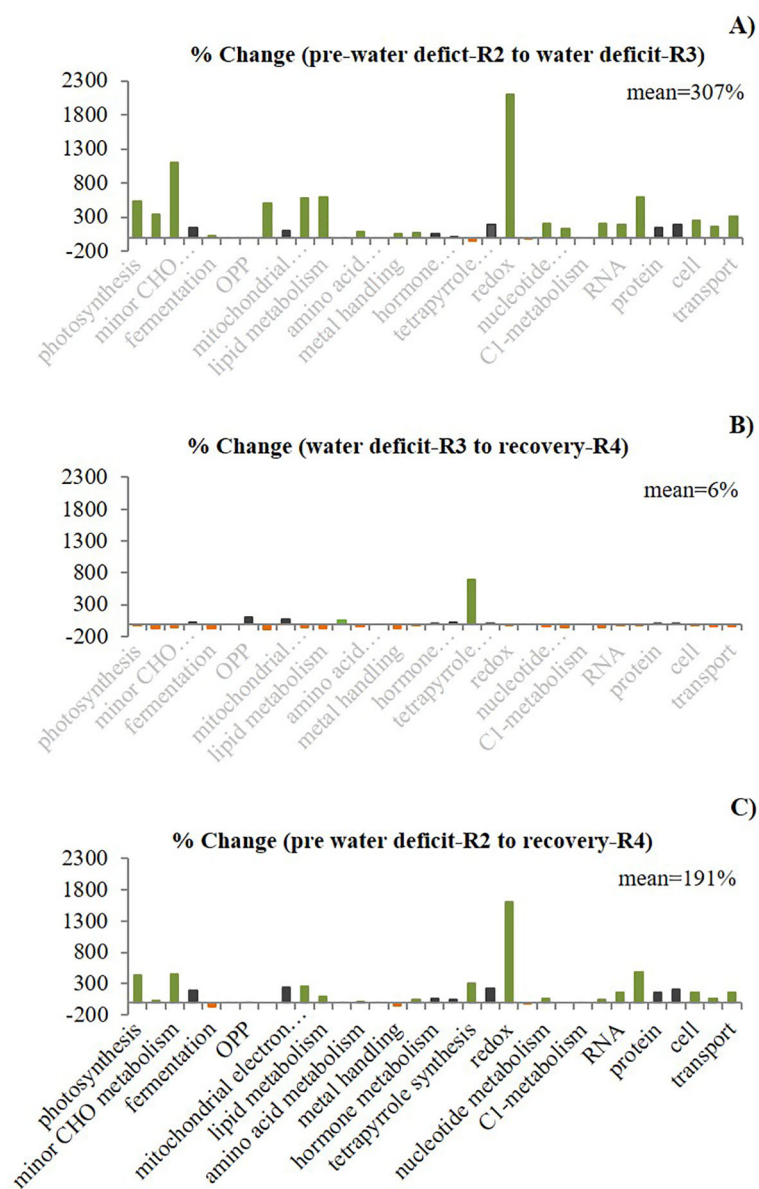 A)
% Change (pre-water defict-R2 to water deficit-R3)
mean=307%
2300
1800
1300
800
300
-200
photosynthesis
minor CHO…
fermentation
OPP
mitochondrial…
lipid metabolism
amino acid…
metal handling
hormone…
tetrapyrrole…
redox
nucleotide…
C1-metabolism
RNA
protein
cell
transport
B)
% Change (water deficit-R3 to recovery-R4)
mean=6%
2300
1800
1300
800
300
-200
photosynthesis
minor CHO…
fermentation
OPP
mitochondrial…
lipid metabolism
amino acid…
metal handling
hormone…
tetrapyrrole…
redox
nucleotide…
C1-metabolism
RNA
protein
cell
transport
C)
% Change (pre water deficit-R2 to recovery-R4)
mean=191%
2300
1800
1300
800
300
-200
photosynthesis
minor CHO metabolism
fermentation
OPP
mitochondrial electron…
lipid metabolism
amino acid metabolism
metal handling
hormone metabolism
tetrapyrrole synthesis
redox
nucleotide metabolism
C1-metabolism
RNA
protein
cell
transport